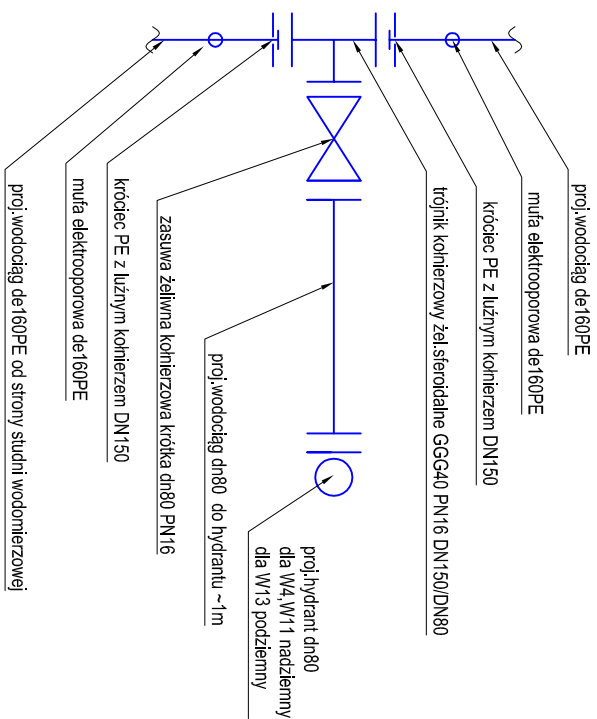 proj.wodociąg de160PE
mufa elektrooporowa de160PE
króciec PE z luźnym kołnierzem DN150
trójnik kołnierzowy żel.sferoidalne GGG40 PN16 DN150/DN80
proj.hydrant dn80
dla W4,W11 nadziemny
dla W13 podziemny
proj.wodociąg dn80 do hydrantu ~1m
zasuwa żeliwna kołnierzowa krótka dn80 PN16
króciec PE z luźnym kołnierzem DN150
mufa elektrooporowa de160PE
proj.wodociąg de160PE od strony studni wodomierzowej